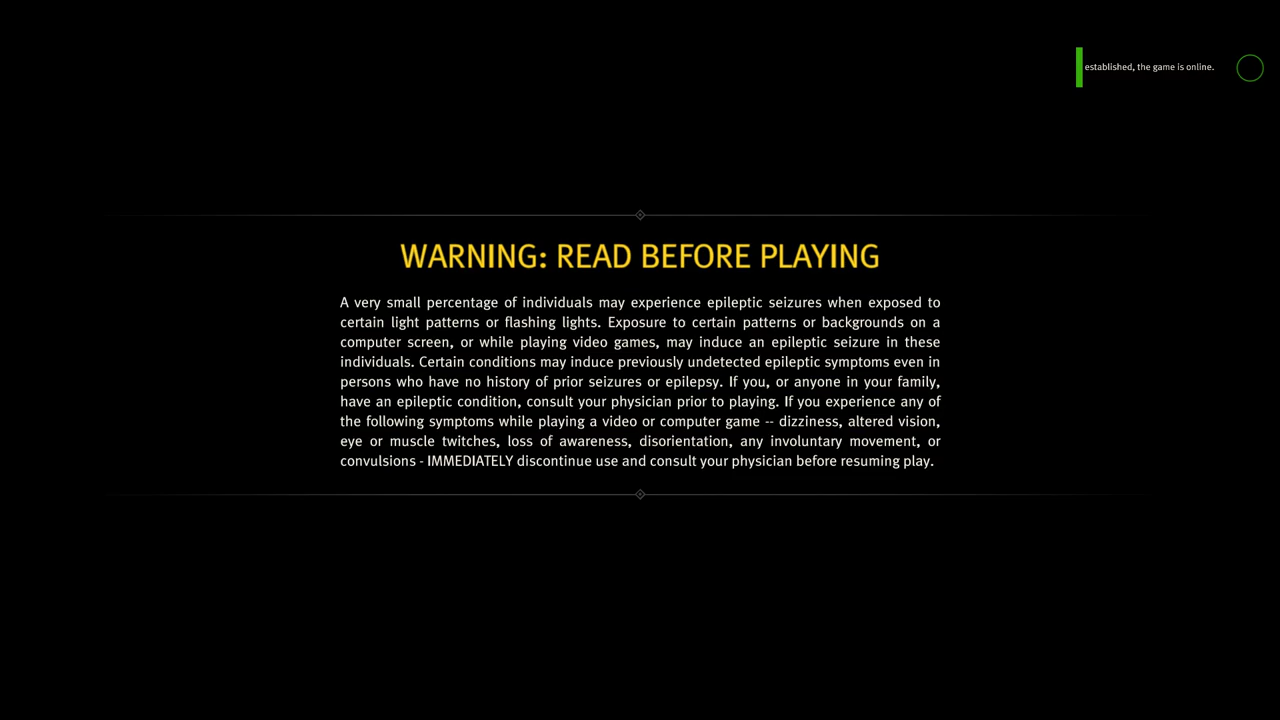 established, the game is online.
WARNING: READ BEFORE PLAYING
A very small percentage of individuals may experience epileptic seizures when exposed to
certain light patterns or flashing lights. Exposure to certain patterns or backgrounds on a
computer screen, or while playing video games, may induce an epileptic seizure in these
individuals. Certain conditions may induce previously undetected epileptic symptoms even in
persons who have no history of prior seizures or epilepsy. If you, or anyone in your family,
have an epileptic condition, consult your physician prior to playing. If you experience any of
the following symptoms while playing a video or computer game -- dizziness, altered vision,
eye or muscle twitches, loss of awareness, disorientation, any involuntary movement, or
convulsions - IMMEDIATELY discontinue use and consult your physician before resuming play.